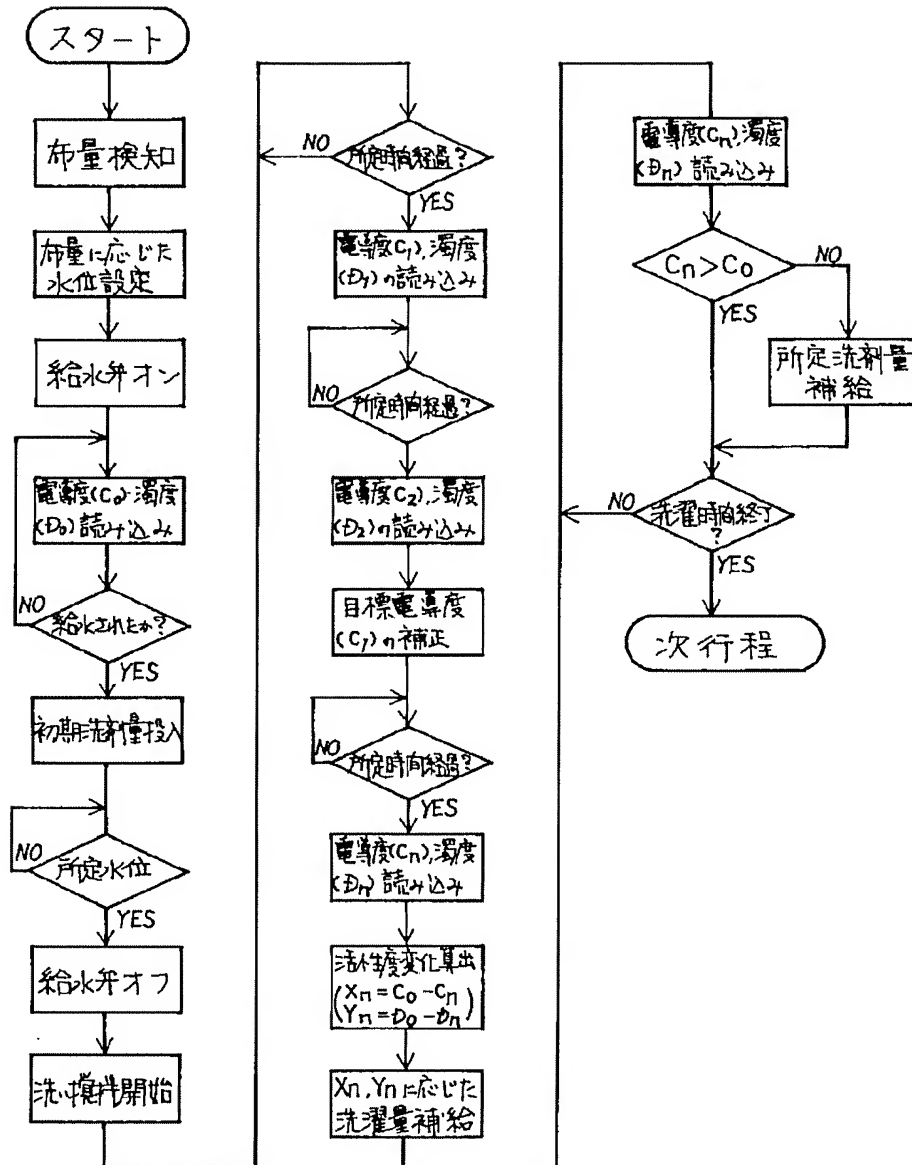 スタート
布量検知
布量に応じた
水位設定
給水弁オン
電導度(C0)・濁度
(D0)読み込み
NO
給水されたか?
YES
初期洗剤量投入
NO
所定水位
YES
給水弁オフ
洗い撹拌開始
NO
所定時間経過?
YES
電導度(C1),濁度
(D1)の読み込み
NO
所定時間経過?
電導度(C2),濁度
(D2)の読み込み
目標電導度
(C1)の補正
NO
所定時間経過?
YES
電導度(Cn),濁度
(Dn)読み込み
活性度変化算出
(Xn=C0-Cn
Yn=D0-Dn)
Xn,Ynに応じた
洗濯量補給
電導度(Cn),濁度
(Dn)読み込み
Cn>C0
NO
YES
所定洗剤量
補給
NO
洗濯時間終了
?
YES
次行程